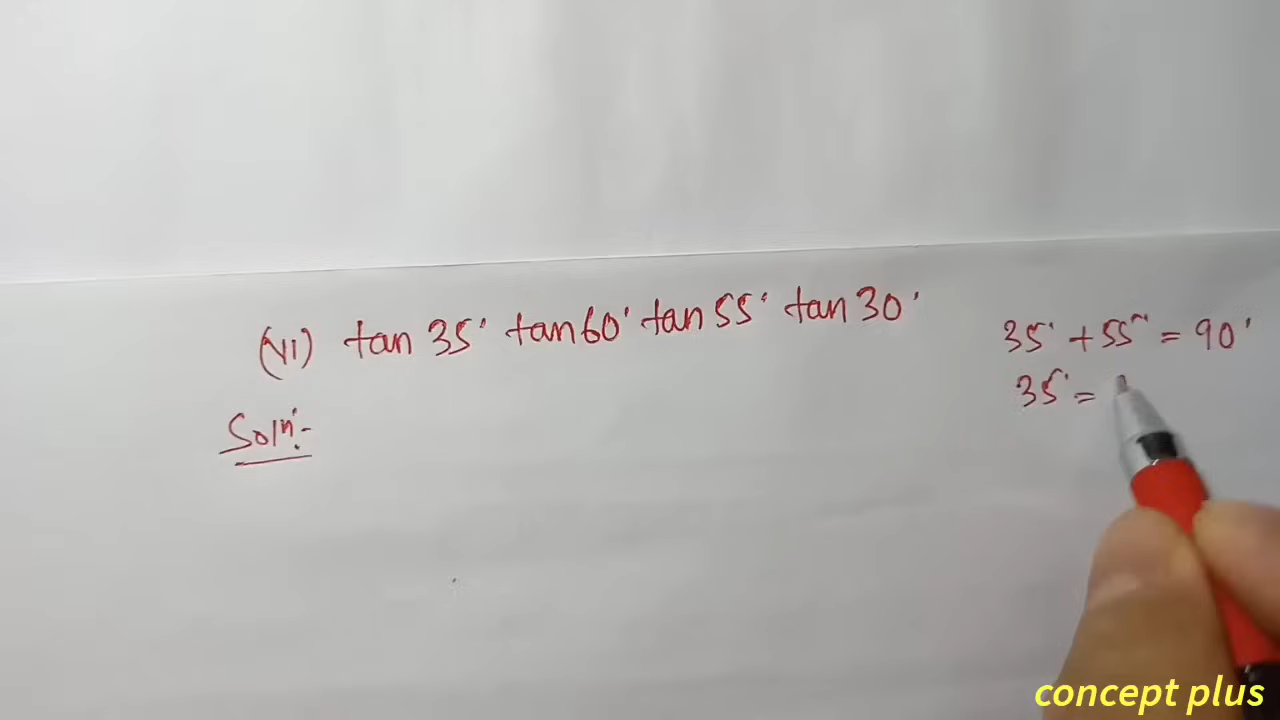 (VI) tan 35° tan 60° tan 55° tan 30°
35° + 55° = 90°
35° =
Soln:-
concept plus